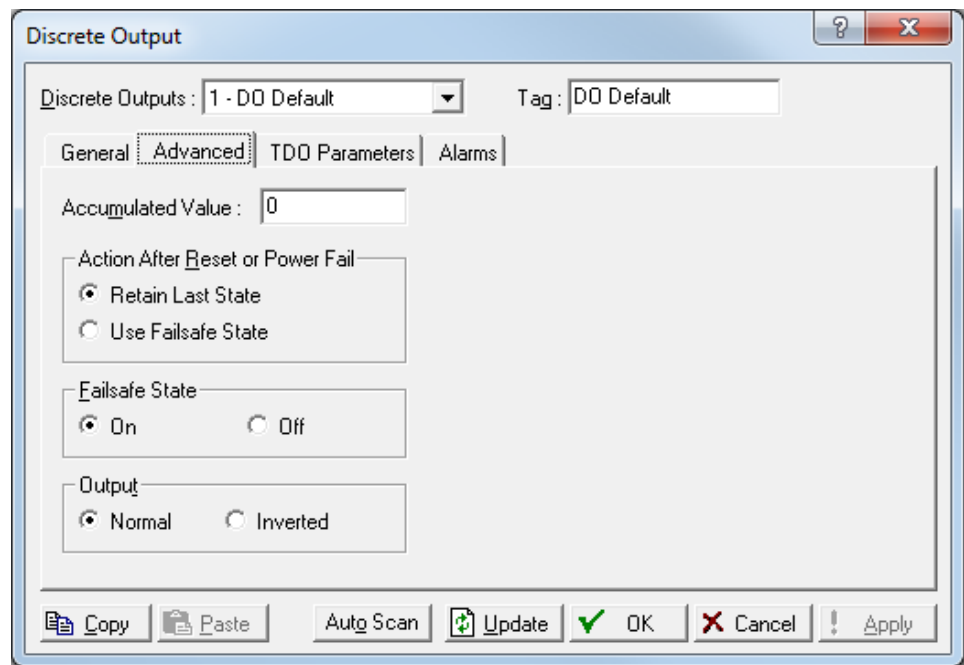 Discrete Output
Discrete Outputs : 1 - DO Default Tag : DO Default
General Advanced TDO Parameters Alarms
Accumulated Value : 0
Action After Reset or Power Fail
Retain Last State
Use Failsafe State
Failsafe State
On Off
Output
Normal Inverted
Copy Paste Auto Scan Update OK Cancel Apply